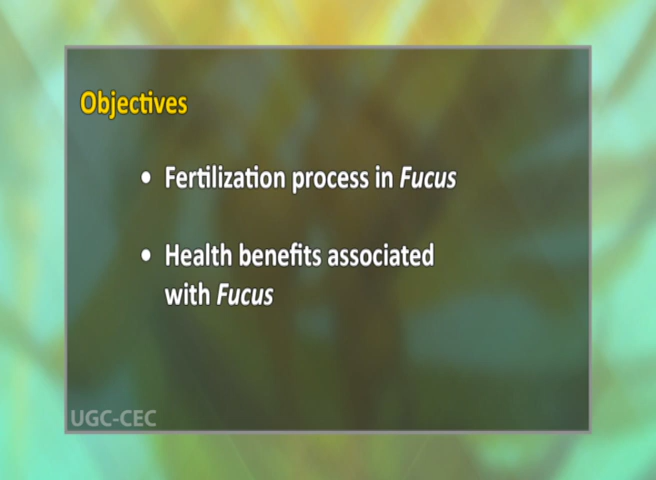 Objectives
• Fertilization process in Fucus
• Health benefits associated
with Fucus
UGC-CEC